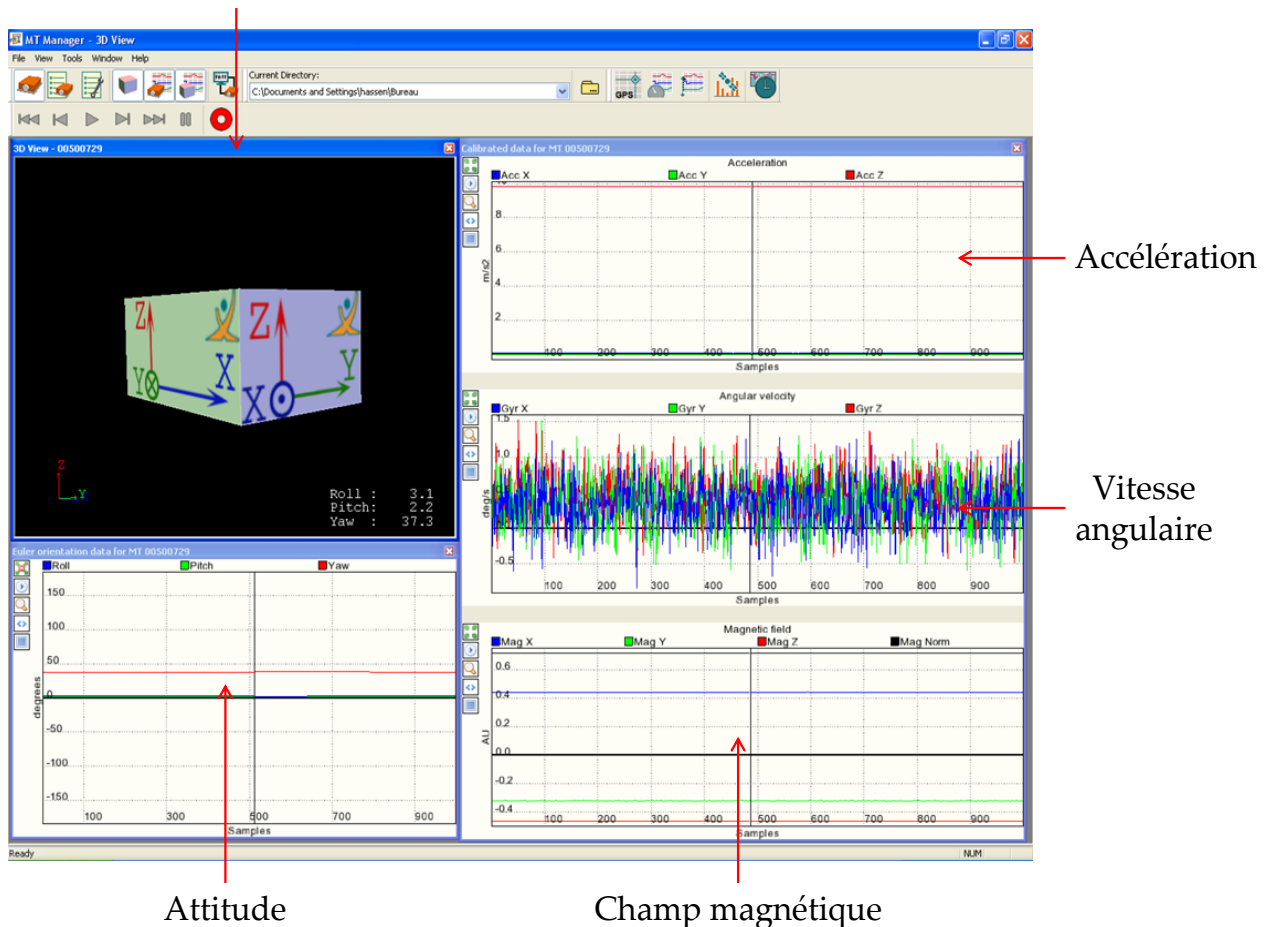 MT Manager - 3D View
File View Tools Window Help
Current Directory:
C:\Documents and Settings\hassen\Bureau
GPS
3D View - 00500729
Z
Z
Y
X
X
Y
Z
Y
Roll : 3.1
Pitch: 2.2
Yaw : 37.3
Calibrated data for MT 00500729
Acceleration
Acc X Acc Y Acc Z
8
6
4
2
m/s2
100 200 300 400 500 600 700 800 900
Samples
Accélération
Angular velocity
Gyr X Gyr Y Gyr Z
1.5
1.0
-0.5
deg/s
100 200 300 400 500 600 700 800 900
Samples
Vitesse
angulaire
Euler orientation data for MT 00500729
Roll Pitch Yaw
150
100
50
0
-50
-100
-150
degrees
100 300 500 700 900
Samples
Magnetic field
Mag X Mag Y Mag Z Mag Norm
0.6
0.4
0.2
0.0
-0.2
-0.4
AU
100 200 300 400 500 600 700 800 900
Samples
Ready
NUM
Attitude
Champ magnétique